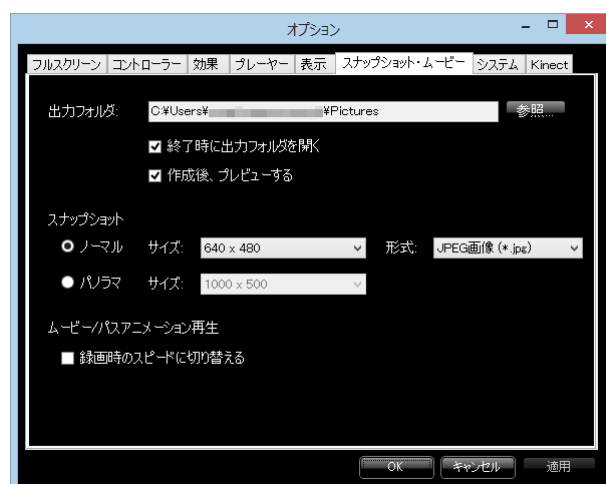 オプション
フルスクリーン コントローラー 効果 プレーヤー 表示 スナップショット・ムービー システム Kinect
出力フォルダ: C:¥Users¥ ¥Pictures 参照...
終了時に出力フォルダを開く
作成後、プレビューする
スナップショット
ノーマル サイズ: 640 x 480 形式: JPEG画像 (*.jpg)
パノラマ サイズ: 1000 x 500
ムービー/パスアニメーション再生
録画時のスピードに切り替える
OK キャンセル 適用